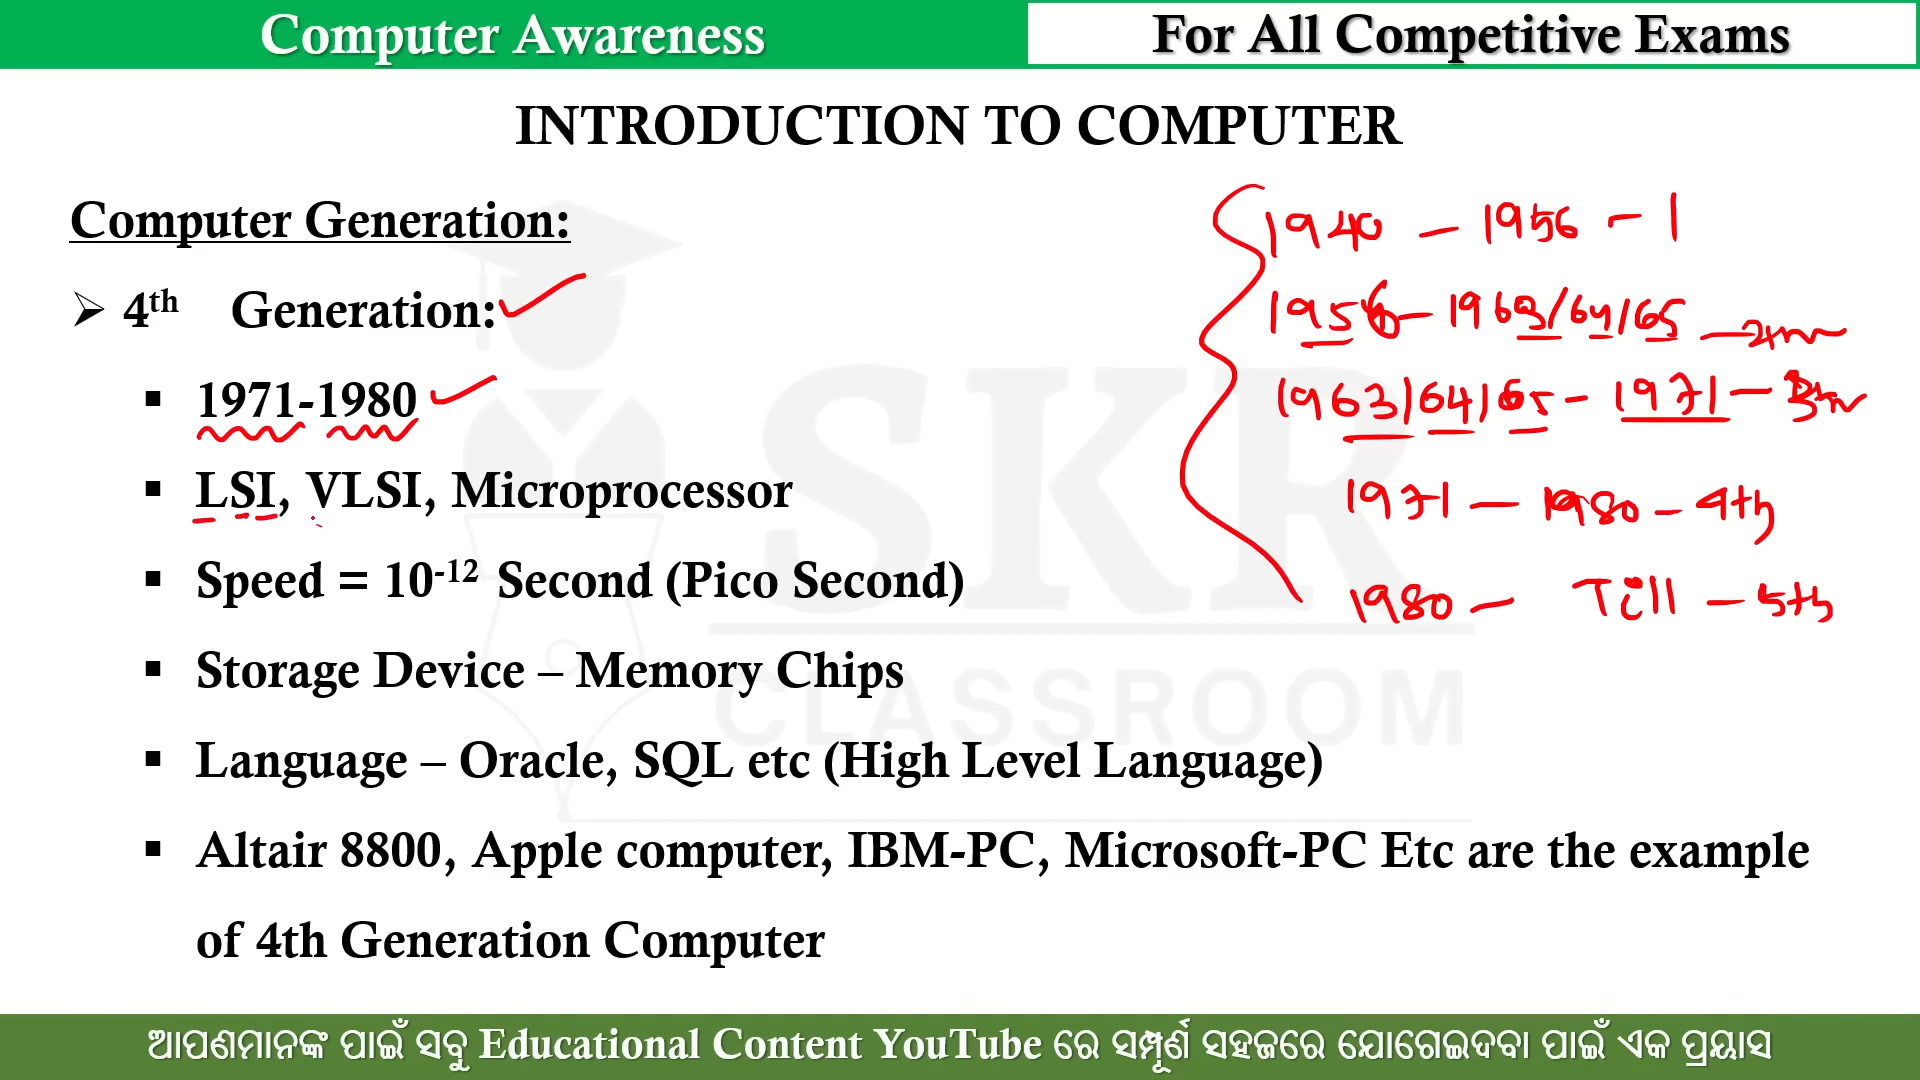 Computer Awareness
For All Competitive Exams
INTRODUCTION TO COMPUTER
Computer Generation:
➢ 4th Generation:
▪ 1971-1980
▪ LSI, VLSI, Microprocessor
▪ Speed = 10-12 Second (Pico Second)
▪ Storage Device – Memory Chips
▪ Language – Oracle, SQL etc (High Level Language)
▪ Altair 8800, Apple computer, IBM-PC, Microsoft-PC Etc are the example
of 4th Generation Computer
1940 – 1956 – 1
1956 – 1963/64/65 –
1963/64/65 – 1971 –
1971 – 1980 – 4th
1980 – Till – 5th
SKR
CLASSROOM
ଆପଣମାନଙ୍କ ପାଇଁ ସବୁ Educational Content YouTube ରେ ସମ୍ପୂର୍ଣ ସହଜରେ ଯୋଗେଇଦବା ପାଇଁ ଏକ ପ୍ରୟାସ